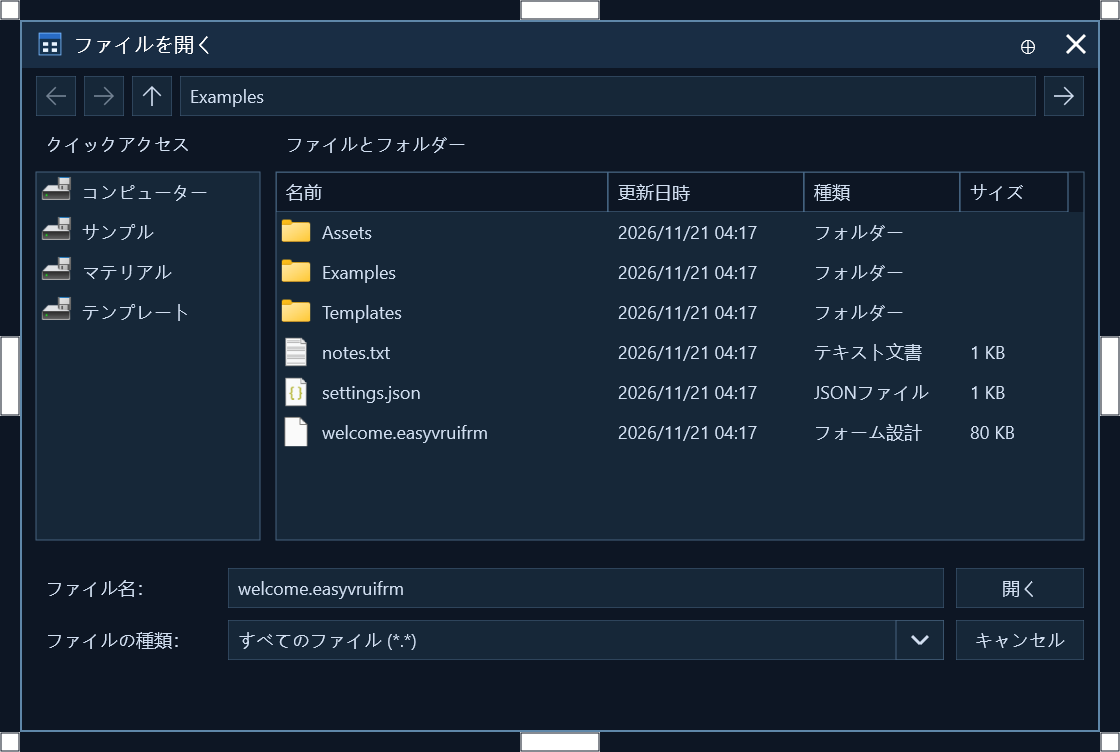 ファイルを開く
Examples
クイックアクセス
ファイルとフォルダー
コンピューター
サンプル
マテリアル
テンプレート
名前 更新日時 種類 サイズ
Assets 2026/11/21 04:17 フォルダー
Examples 2026/11/21 04:17 フォルダー
Templates 2026/11/21 04:17 フォルダー
notes.txt 2026/11/21 04:17 テキスト文書 1 KB
settings.json 2026/11/21 04:17 JSONファイル 1 KB
welcome.easyvruifrm 2026/11/21 04:17 フォーム設計 80 KB
ファイル名: welcome.easyvruifrm 開く
ファイルの種類: すべてのファイル (*.*) キャンセル